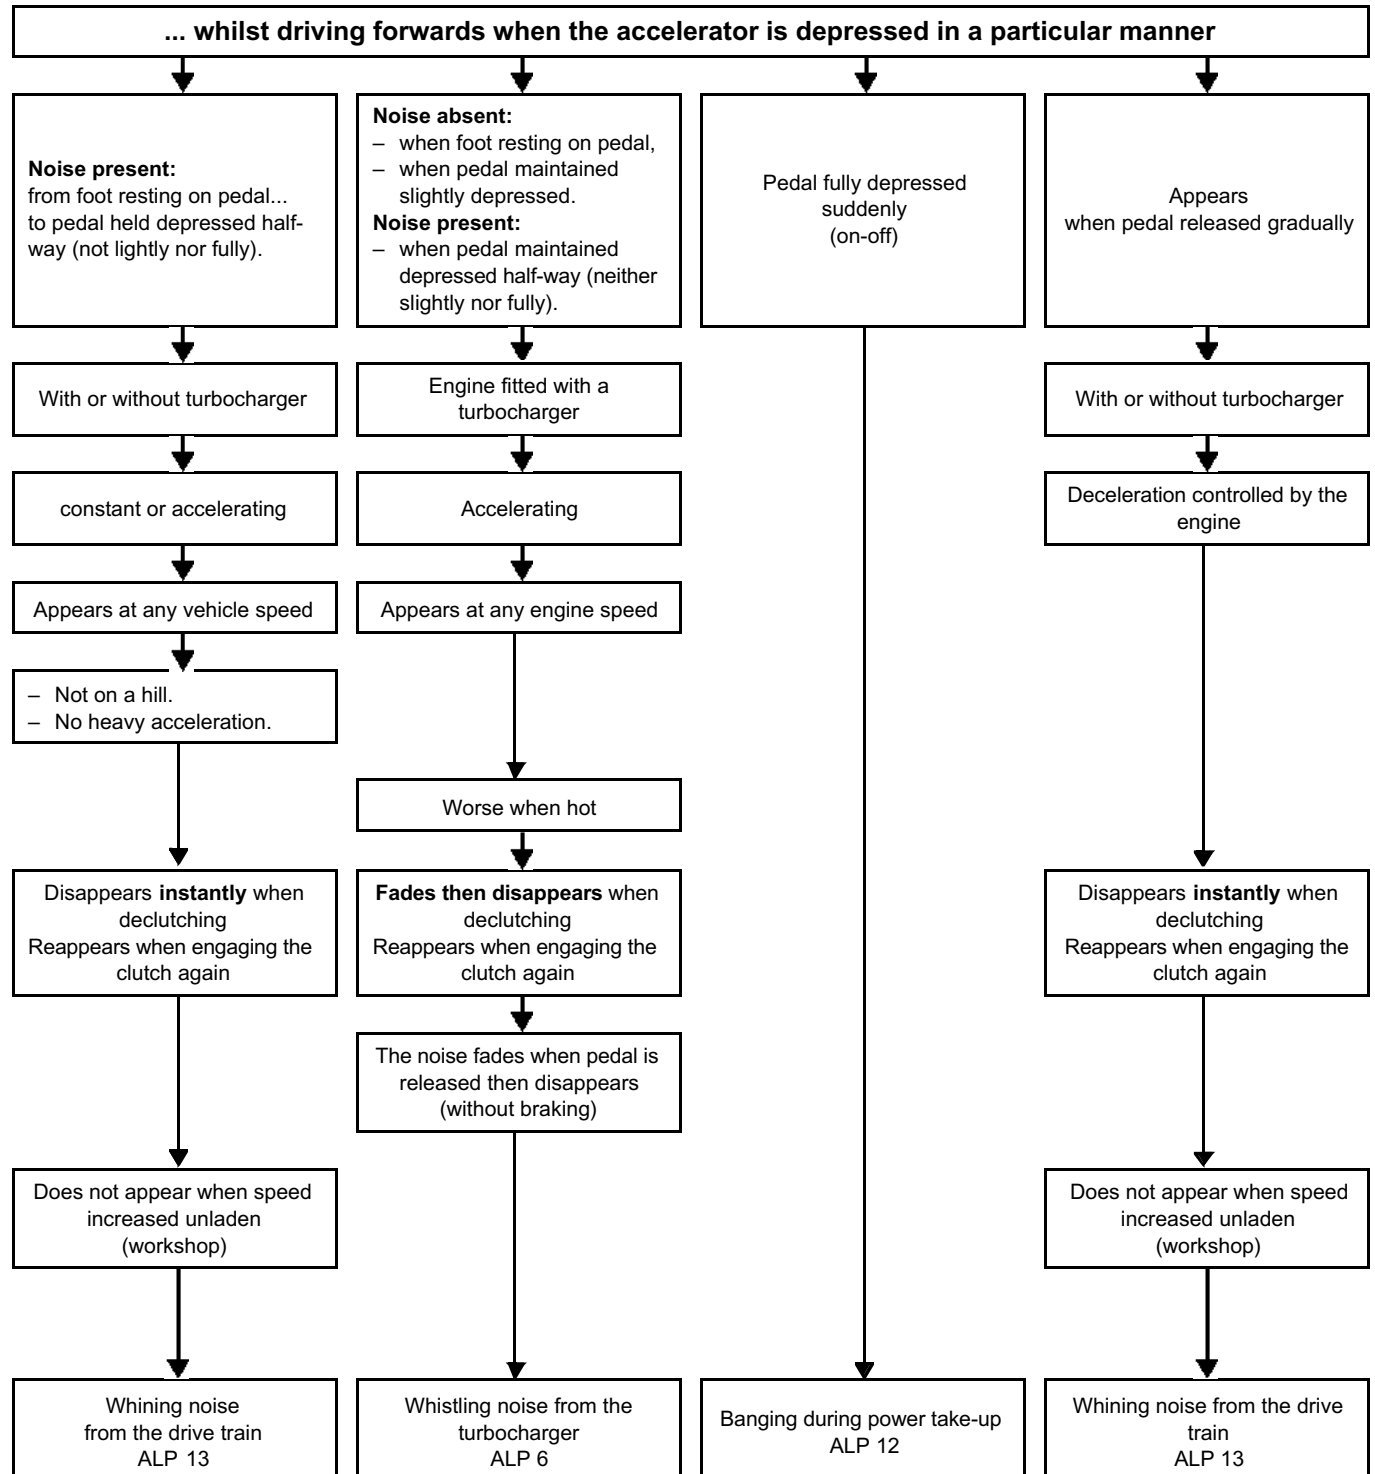 ... whilst driving forwards when the accelerator is depressed in a particular manner
Noise present:
from foot resting on pedal...
to pedal held depressed half-
way (not lightly nor fully).
Noise absent:
– when foot resting on pedal,
– when pedal maintained
slightly depressed.
Noise present:
– when pedal maintained
depressed half-way (neither
slightly nor fully).
Pedal fully depressed
suddenly
(on-off)
Appears
when pedal released gradually
With or without turbocharger
Engine fitted with a
turbocharger
With or without turbocharger
constant or accelerating
Accelerating
Deceleration controlled by the
engine
Appears at any vehicle speed
Appears at any engine speed
– Not on a hill.
– No heavy acceleration.
Worse when hot
Disappears instantly when
declutching
Reappears when engaging the
clutch again
Fades then disappears when
declutching
Reappears when engaging the
clutch again
Disappears instantly when
declutching
Reappears when engaging the
clutch again
The noise fades when pedal is
released then disappears
(without braking)
Does not appear when speed
increased unladen
(workshop)
Does not appear when speed
increased unladen
(workshop)
Whining noise
from the drive train
ALP 13
Whistling noise from the
turbocharger
ALP 6
Banging during power take-up
ALP 12
Whining noise from the drive
train
ALP 13